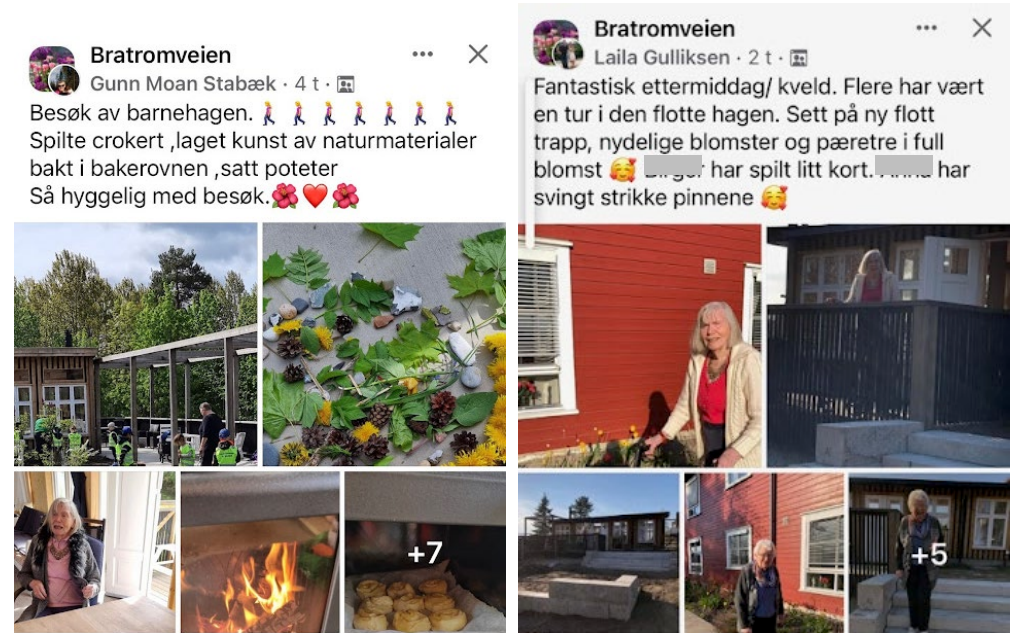 Bratromveien
Gunn Moan Stabæk · 4 t ·
Besøk av barnehagen.
Spilte crokert ,laget kunst av naturmaterialer
bakt i bakerovnen ,satt poteter
Så hyggelig med besøk.
+7
Bratromveien
Laila Gulliksen · 2 t ·
Fantastisk ettermiddag/ kveld. Flere har vært
en tur i den flotte hagen. Sett på ny flott
trapp, nydelige blomster og pæretre i full
blomst har spilt litt kort. har
svingt strikke pinnene
+5